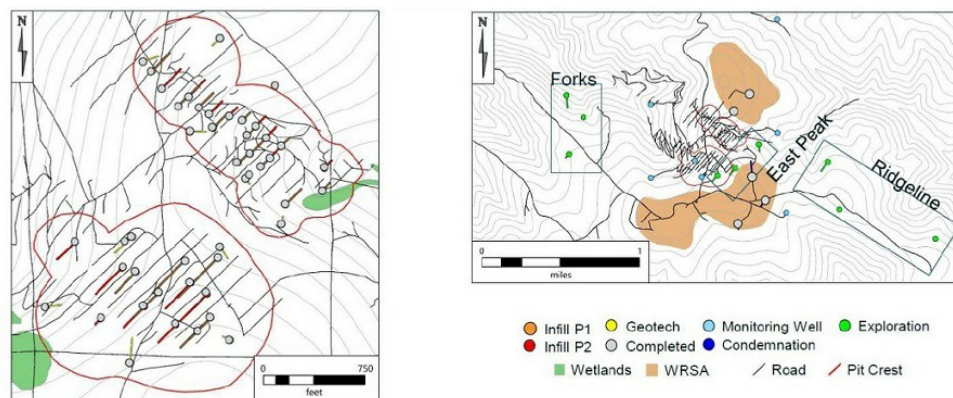 N
0 750
feet
N
Forks
East Peak
Ridgeline
0 1
miles
Infill P1 Geotech Monitoring Well Exploration
Infill P2 Completed Condemnation
Wetlands WRSA Road Pit Crest